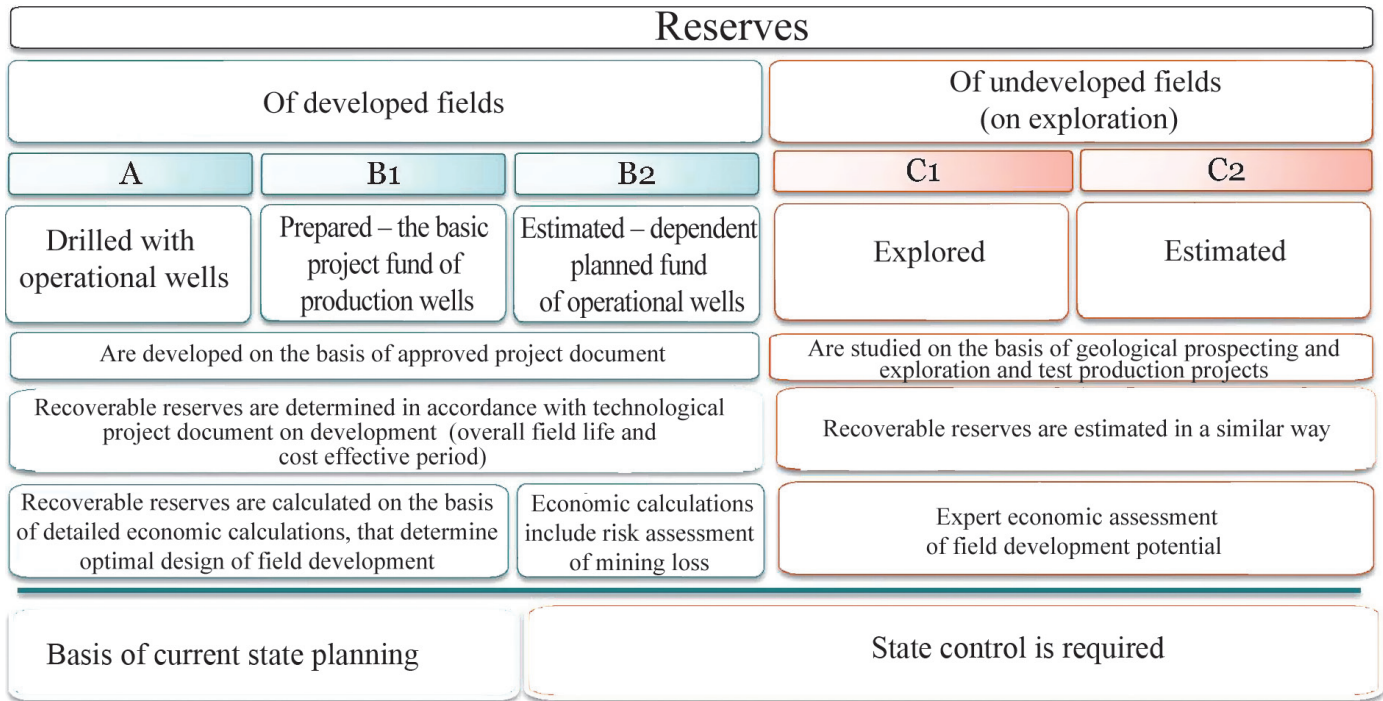 Reserves
Of developed fields
Of undeveloped fields
(on exploration)
A
B1
B2
C1
C2
Drilled with
operational wells
Prepared – the basic
project fund of
production wells
Estimated – dependent
planned fund
of operational wells
Explored
Estimated
Are developed on the basis of approved project document
Are studied on the basis of geological prospecting and
exploration and test production projects
Recoverable reserves are determined in accordance with technological
project document on development (overall field life and
cost effective period)
Recoverable reserves are estimated in a similar way
Recoverable reserves are calculated on the basis
of detailed economic calculations, that determine
optimal design of field development
Economic calculations
include risk assessment
of mining loss
Expert economic assessment
of field development potential
Basis of current state planning
State control is required